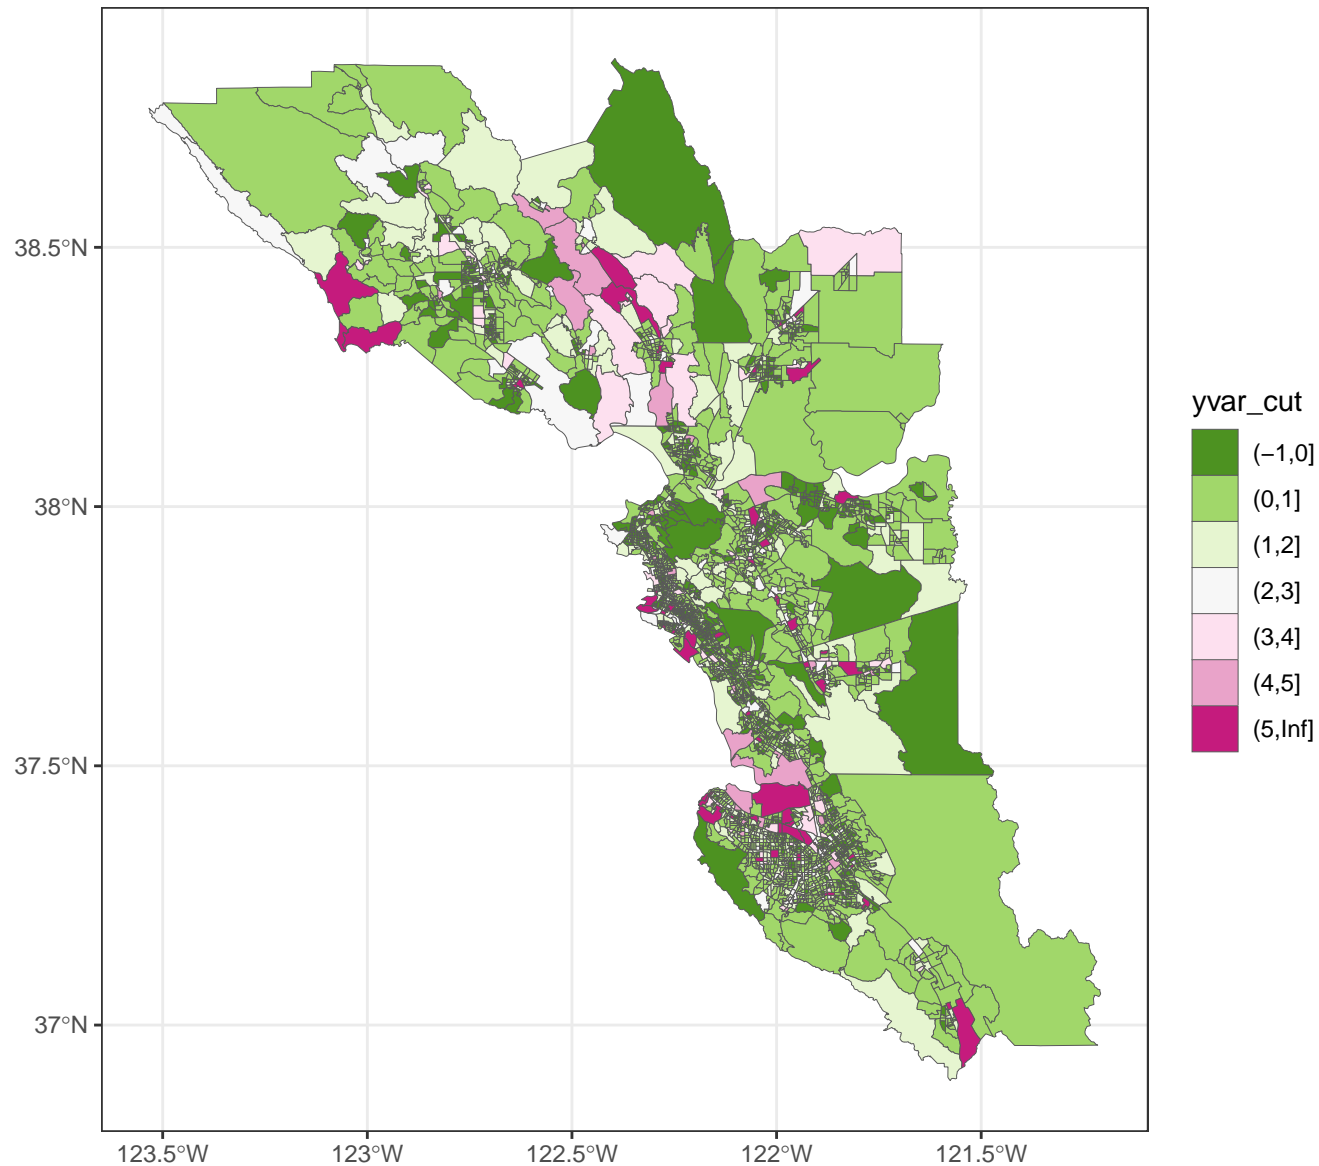 38.5°N
38°N
37.5°N
37°N
123.5°W
123°W
122.5°W
122°W
121.5°W
yvar_cut
(−1,0]
(0,1]
(1,2]
(2,3]
(3,4]
(4,5]
(5,Inf]